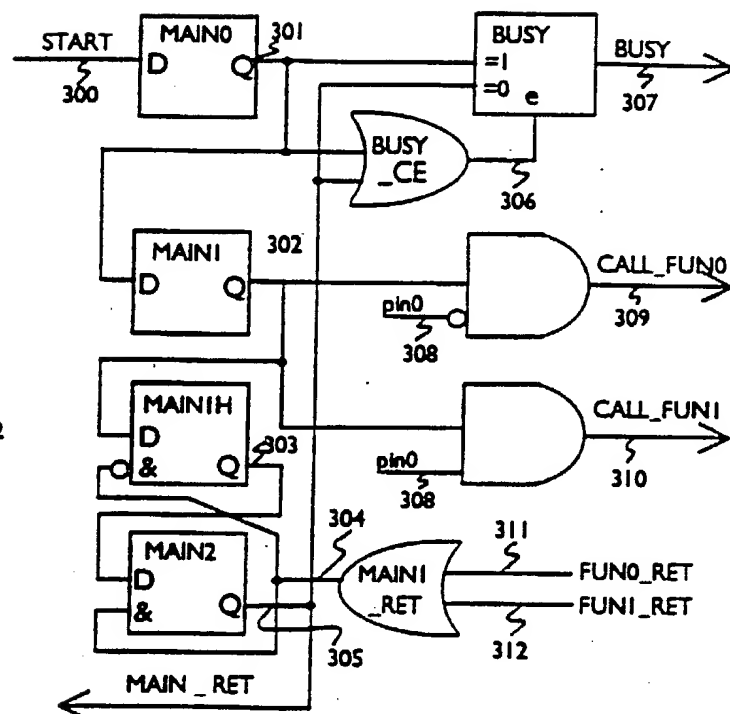 START
300
MAIN0
D
Q
301
BUSY
=1
=0
e
BUSY
307
BUSY
_CE
306
MAIN1
D
Q
302
pin0
308
CALL_FUN0
309
MAIN1H
D
&
Q
303
pin0
308
CALL_FUN1
310
2
MAIN2
D
&
Q
304
305
MAIN1
_RET
311
FUN0_RET
FUN1_RET
312
MAIN _ RET